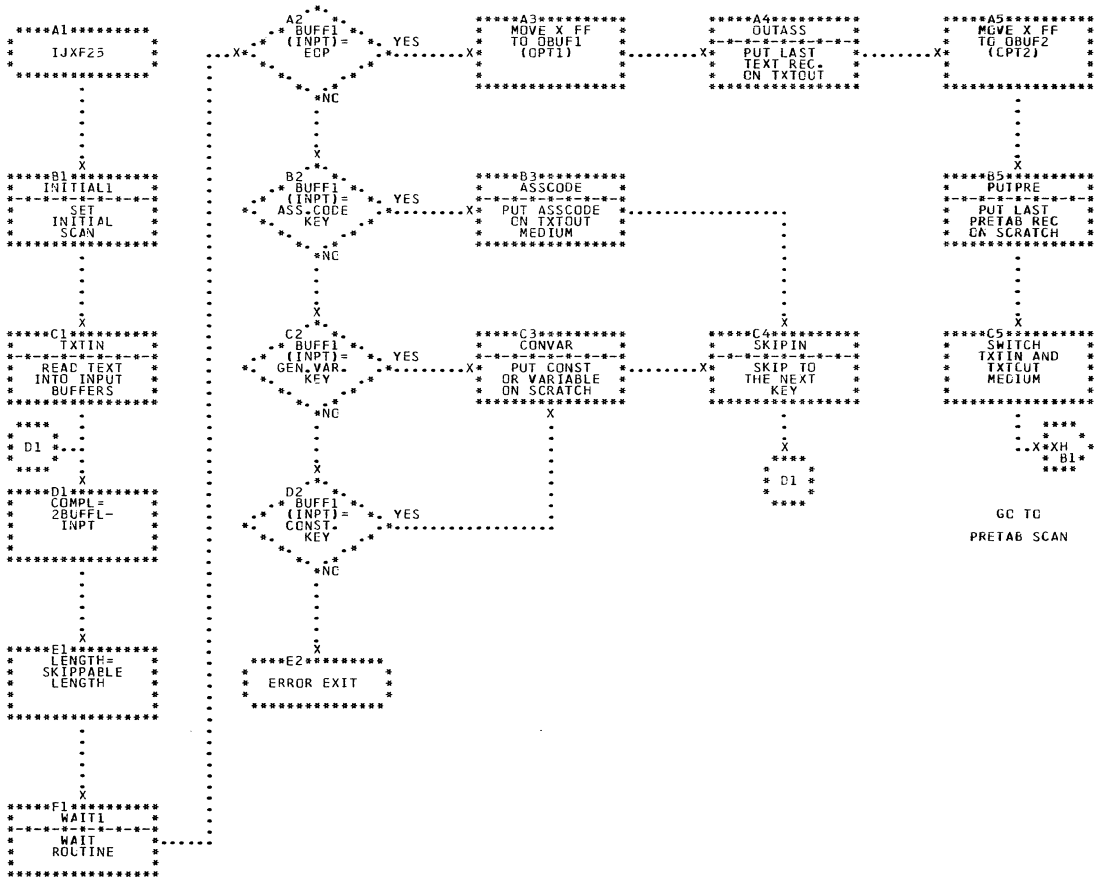 A1
IJXF25
B1
INITIAL1
SET
INITIAL
SCAN
C1
TXTIN
READ TEXT
INTO INPUT
BUFFERS
D1
D1
COMPL=
2BUFFL-
INPT
E1
LENGTH=
SKIPPABLE
LENGTH
F1
WAIT1
WAIT
ROUTINE
A2
BUFF1
(INPT)=
EOP
YES
NO
B2
BUFF1
(INPT)=
ASS.CODE
KEY
YES
NO
C2
BUFF1
(INPT)=
GEN.VAR.
KEY
YES
NO
D2
BUFF1
(INPT)=
CONST.
KEY
YES
NO
E2
ERROR EXIT
A3
MOVE X FF
TO OBUF1
(OPT1)
B3
ASSCODE
PUT ASSCODE
ON TXTOUT
MEDIUM
C3
CONVAR
PUT CONST
OR VARIABLE
ON SCRATCH
A4
OUTASS
PUT LAST
TEXT REC.
ON TXTOUT
C4
SKIPIN
SKIP TO
THE NEXT
KEY
D1
A5
MOVE X FF
TO OBUF2
(OPT2)
B5
PUTPRE
PUT LAST
PRETAB REC
ON SCRATCH
C5
SWITCH
TXTIN AND
TXTOUT
MEDIUM
XH
B1
GO TO
PRETAB SCAN